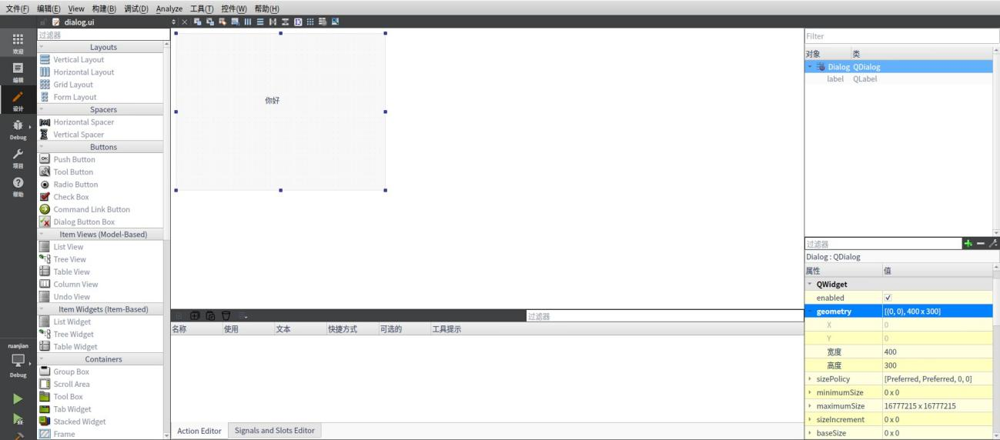 文件(F) 编辑(E) View 构建(B) 调试(D) Analyze 工具(T) 控件(W) 帮助(H)
dialog.ui
欢迎
编辑
设计
Debug
项目
帮助
ruanjian
Debug
过滤器
Layouts
Vertical Layout
Horizontal Layout
Grid Layout
Form Layout
Spacers
Horizontal Spacer
Vertical Spacer
Buttons
Push Button
Tool Button
Radio Button
Check Box
Command Link Button
Dialog Button Box
Item Views (Model-Based)
List View
Tree View
Table View
Column View
Undo View
Item Widgets (Item-Based)
List Widget
Tree Widget
Table Widget
Containers
Group Box
Scroll Area
Tool Box
Tab Widget
Stacked Widget
Frame
你好
过滤器
名称 使用 文本 快捷方式 可选的 工具提示
Action Editor Signals and Slots Editor
Filter
对象 类
Dialog QDialog
label QLabel
过滤器
Dialog : QDialog
属性 值
QWidget
enabled
geometry [(0, 0), 400 x 300]
X 0
Y 0
宽度 400
高度 300
sizePolicy [Preferred, Preferred, 0, 0]
minimumSize 0 x 0
maximumSize 16777215 x 16777215
sizeIncrement 0 x 0
baseSize 0 x 0